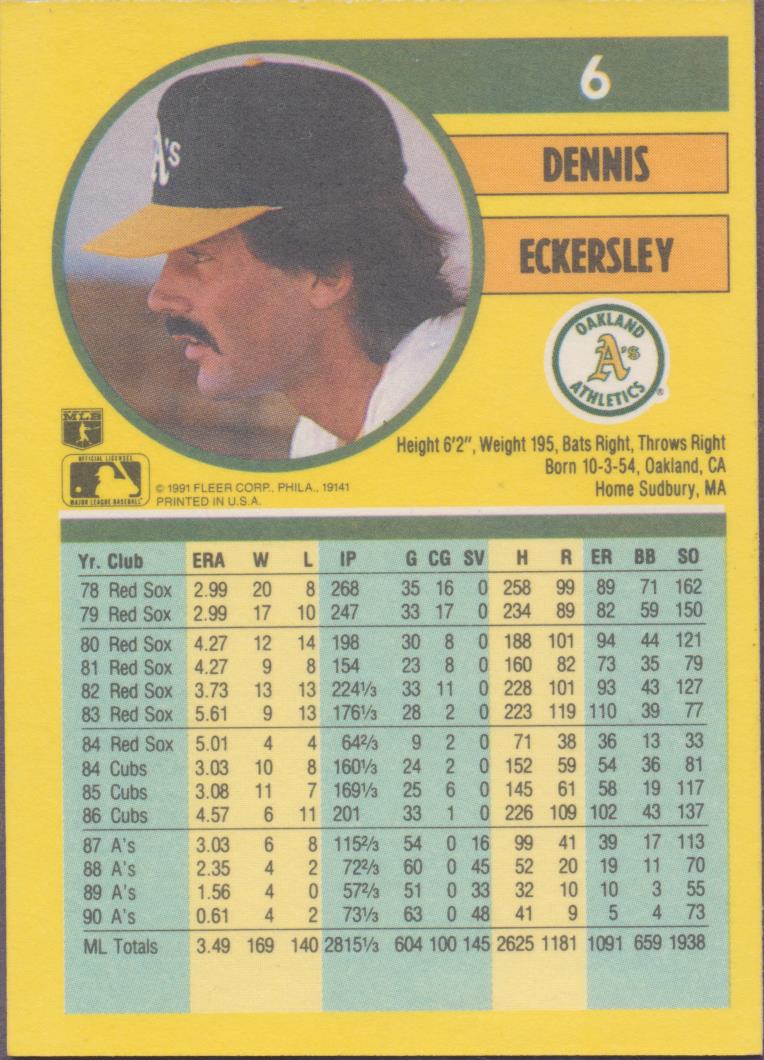 6
DENNIS
ECKERSLEY
A's
OAKLAND
A's
ATHLETICS
®
MLB
OFFICIAL LICENSEE
MAJOR LEAGUE BASEBALL
© 1991 FLEER CORP., PHILA., 19141
PRINTED IN U.S.A.
Height 6'2", Weight 195, Bats Right, Throws Right
Born 10-3-54, Oakland, CA
Home Sudbury, MA
Yr. Club ERA W L IP G CG SV H R ER BB SO
78 Red Sox 2.99 20 8 268 35 16 0 258 99 89 71 162
79 Red Sox 2.99 17 10 247 33 17 0 234 89 82 59 150
80 Red Sox 4.27 12 14 198 30 8 0 188 101 94 44 121
81 Red Sox 4.27 9 8 154 23 8 0 160 82 73 35 79
82 Red Sox 3.73 13 13 224⅓ 33 11 0 228 101 93 43 127
83 Red Sox 5.61 9 13 176⅓ 28 2 0 223 119 110 39 77
84 Red Sox 5.01 4 4 64⅔ 9 2 0 71 38 36 13 33
84 Cubs 3.03 10 8 160⅓ 24 2 0 152 59 54 36 81
85 Cubs 3.08 11 7 169⅓ 25 6 0 145 61 58 19 117
86 Cubs 4.57 6 11 201 33 1 0 226 109 102 43 137
87 A's 3.03 6 8 115⅔ 54 0 16 99 41 39 17 113
88 A's 2.35 4 2 72⅔ 60 0 45 52 20 19 11 70
89 A's 1.56 4 0 57⅔ 51 0 33 32 10 10 3 55
90 A's 0.61 4 2 73⅓ 63 0 48 41 9 5 4 73
ML Totals 3.49 169 140 2815⅓ 604 100 145 2625 1181 1091 659 1938